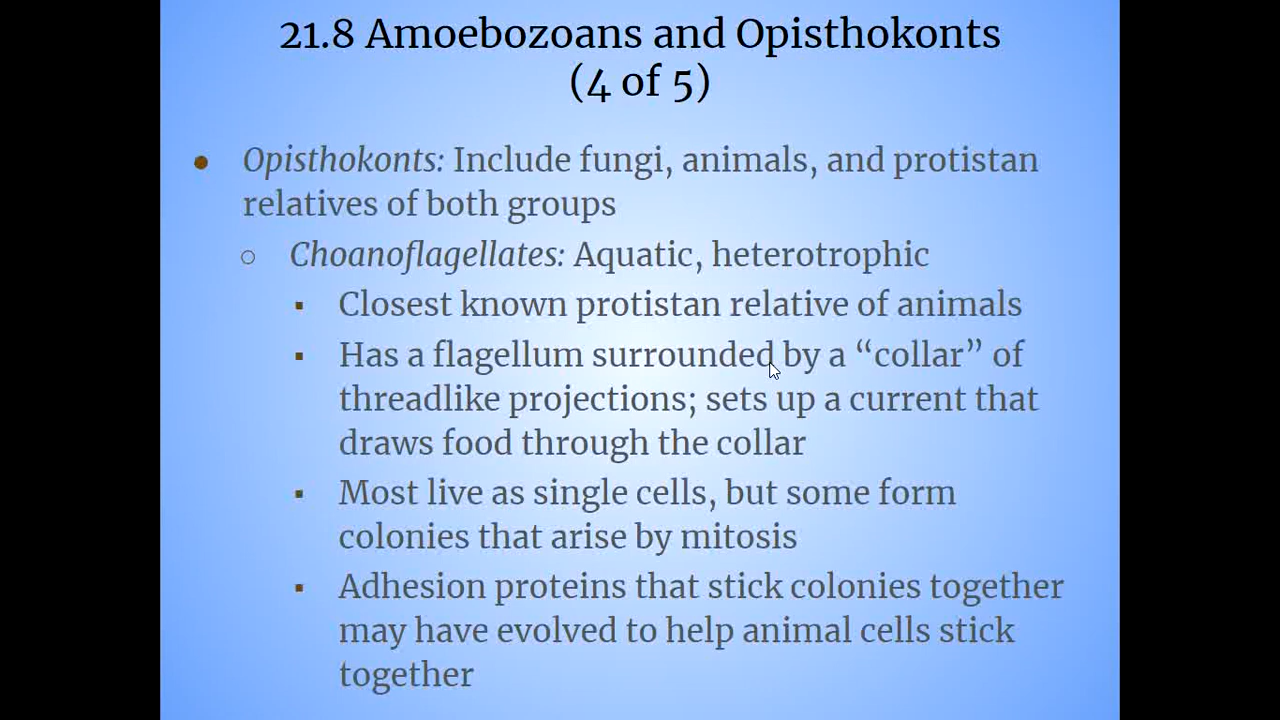 21.8 Amoebozoans and Opisthokonts
(4 of 5)
● Opisthokonts: Include fungi, animals, and protistan
relatives of both groups
○ Choanoflagellates: Aquatic, heterotrophic
▪ Closest known protistan relative of animals
▪ Has a flagellum surrounded by a “collar” of
threadlike projections; sets up a current that
draws food through the collar
▪ Most live as single cells, but some form
colonies that arise by mitosis
▪ Adhesion proteins that stick colonies together
may have evolved to help animal cells stick
together